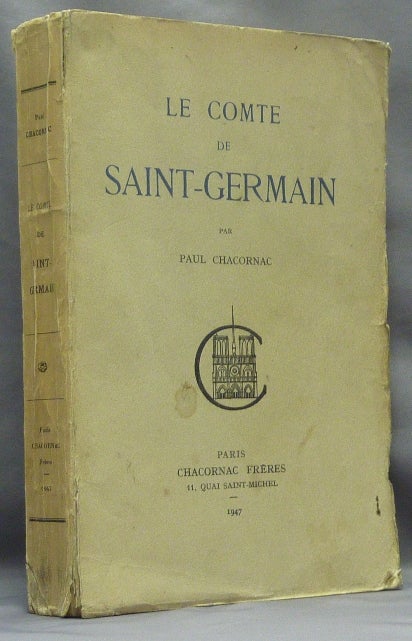 LE COMTE
DE
SAINT-GERMAIN
PAR
PAUL CHACORNAC
C
PARIS
CHACORNAC FRÈRES
11, QUAI SAINT-MICHEL
1947
Paul
CHACORNAC
LE COMTE
DE
SAINT-
GERMAIN
Paris
CHACORNAC
Frères
1947